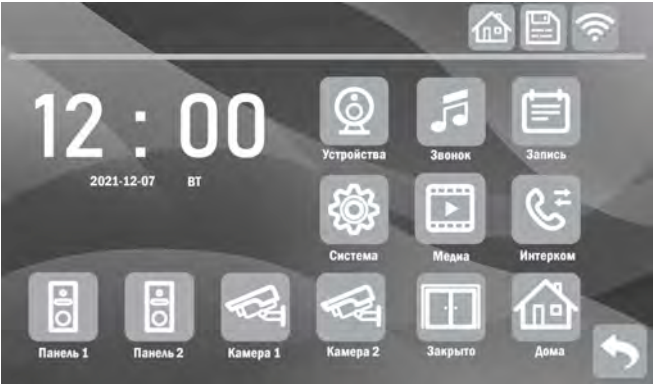 12 : 00
2021-12-07 ВТ
Устройства Звонок Запись
Система Медиа Интерком
Панель 1 Панель 2 Камера 1 Камера 2 Закрыто Дома